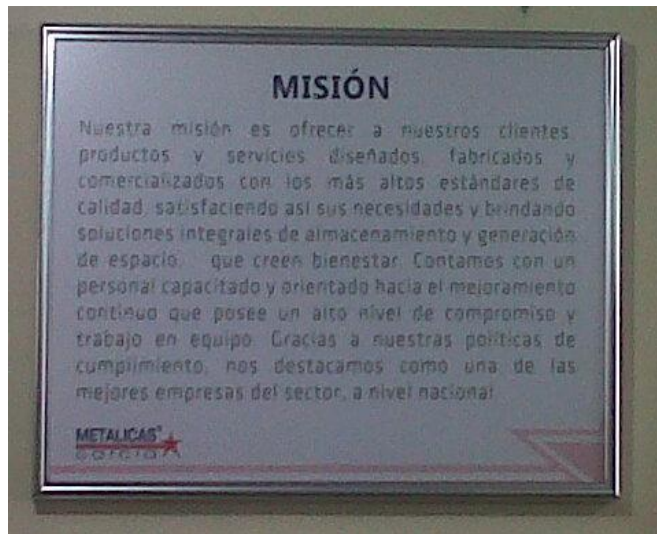 MISIÓN
Nuestra misión es ofrecer a nuestros clientes,
productos y servicios diseñados, fabricados y
comercializados con los más altos estándares de
calidad, satisfaciendo así sus necesidades y brindando
soluciones integrales de almacenamiento y generación
de espacio, que creen bienestar. Contamos con un
personal capacitado y orientado hacia el mejoramiento
continuo que posee un alto nivel de compromiso y
trabajo en equipo. Gracias a nuestras políticas de
cumplimiento, nos destacamos como una de las
mejores empresas del sector, a nivel nacional.
METALICAS®
García